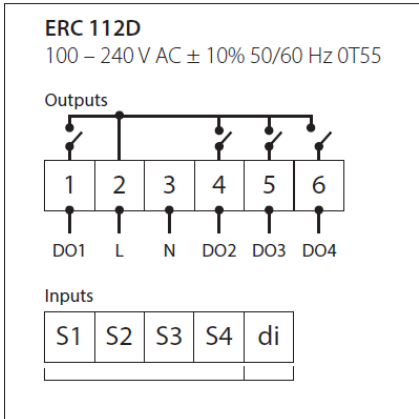 ERC 112D
100 – 240 V AC ± 10% 50/60 Hz 0T55
Outputs
1 2 3 4 5 6
DO1 L N DO2 DO3 DO4
Inputs
S1 S2 S3 S4 di